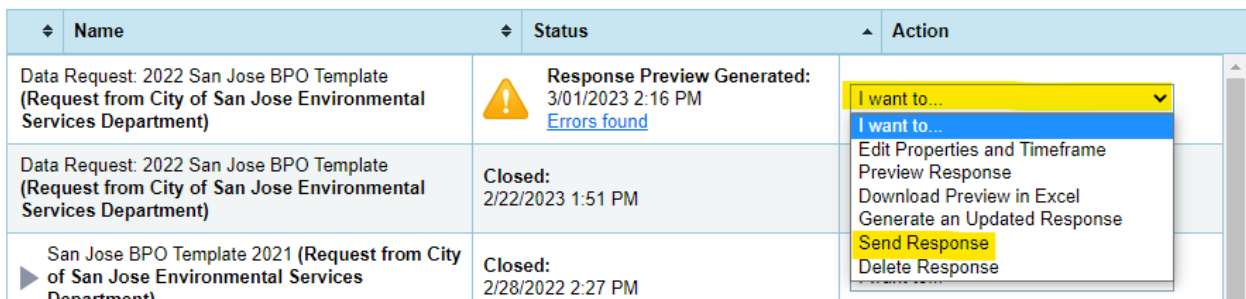 Name
Status
Action
Data Request: 2022 San Jose BPO Template
(Request from City of San Jose Environmental
Services Department)
Response Preview Generated:
3/01/2023 2:16 PM
Errors found
I want to...
I want to...
Edit Properties and Timeframe
Preview Response
Download Preview in Excel
Generate an Updated Response
Send Response
Delete Response
Data Request: 2022 San Jose BPO Template
(Request from City of San Jose Environmental
Services Department)
Closed:
2/22/2023 1:51 PM
San Jose BPO Template 2021 (Request from City
of San Jose Environmental Services
Department)
Closed:
2/28/2022 2:27 PM
I want to...